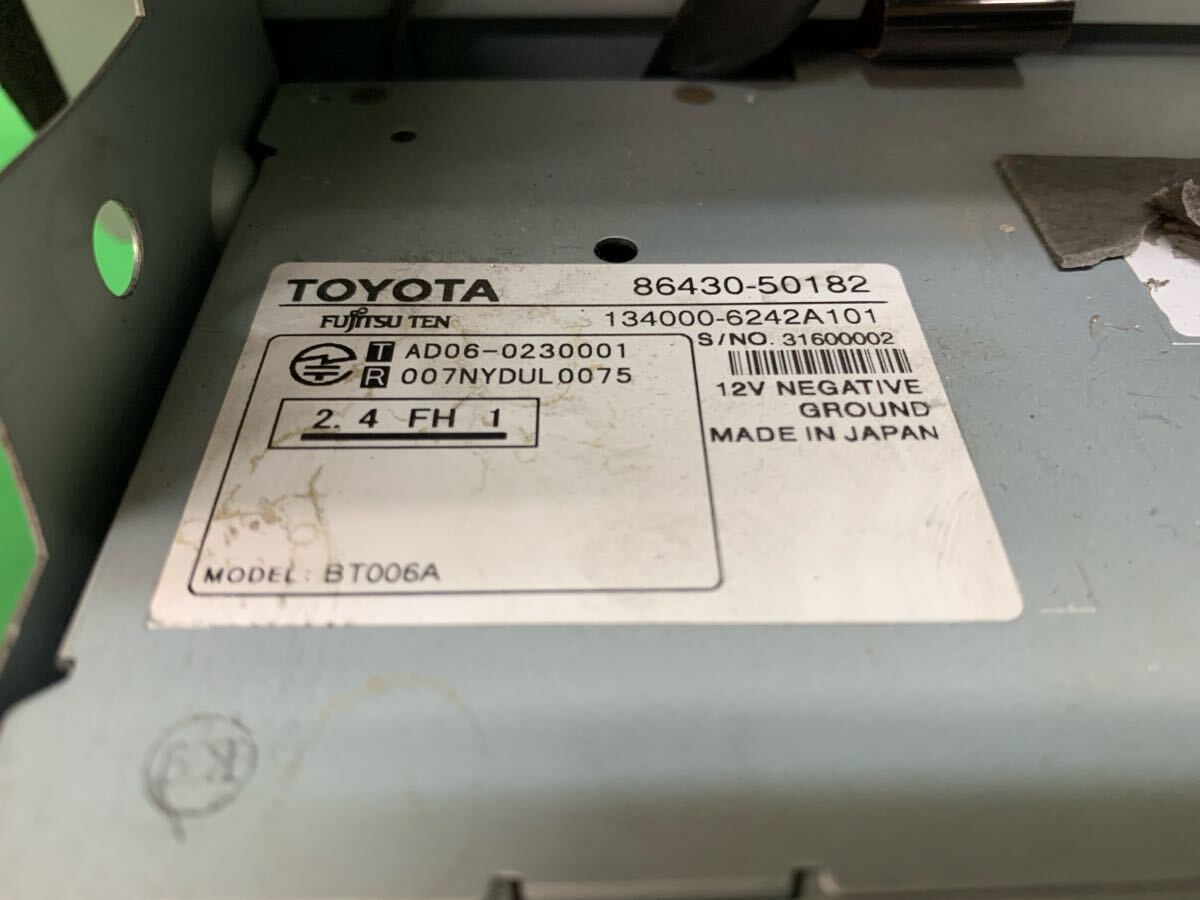 TOYOTA 86430-50182
FUJITSU TEN 134000-6242A101
S/NO. 31600002
T AD06-0230001
R 007NYDUL0075
12V NEGATIVE
GROUND
MADE IN JAPAN
2.4 FH 1
MODEL: BT006A